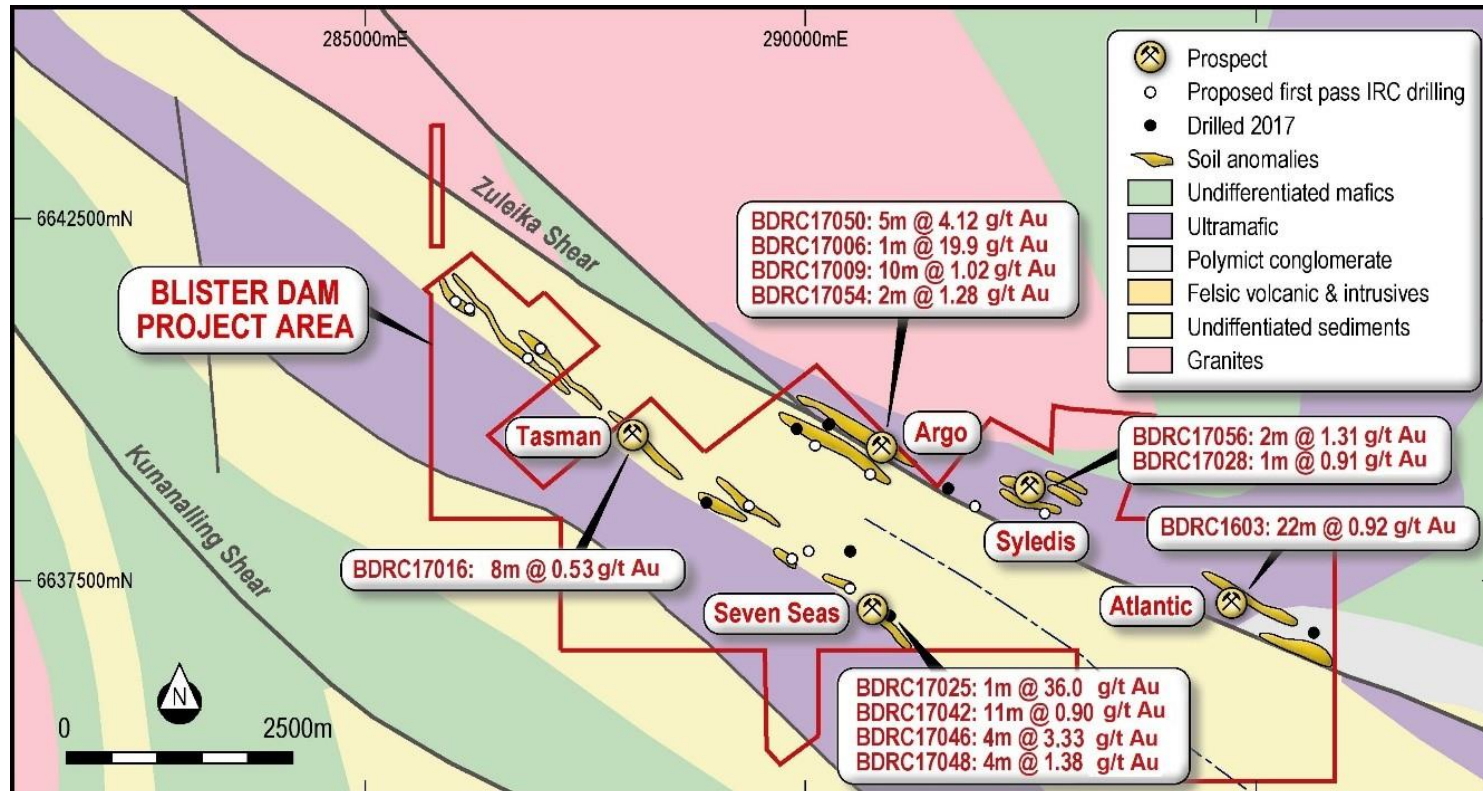 285000mE
290000mE
Prospect
Proposed first pass IRC drilling
Drilled 2017
Soil anomalies
Undifferentiated mafics
Ultramafic
Polymict conglomerate
Felsic volcanic & intrusives
Undiffentiated sediments
Granites
6642500mN
Zuleika Shear
BDRC17050: 5m @ 4.12 g/t Au
BDRC17006: 1m @ 19.9 g/t Au
BDRC17009: 10m @ 1.02 g/t Au
BDRC17054: 2m @ 1.28 g/t Au
BLISTER DAM
PROJECT AREA
Tasman
Argo
BDRC17056: 2m @ 1.31 g/t Au
BDRC17028: 1m @ 0.91 g/t Au
Kunanalling Shear
Syledis
BDRC1603: 22m @ 0.92 g/t Au
6637500mN
BDRC17016: 8m @ 0.53 g/t Au
Seven Seas
Atlantic
BDRC17025: 1m @ 36.0 g/t Au
BDRC17042: 11m @ 0.90 g/t Au
BDRC17046: 4m @ 3.33 g/t Au
BDRC17048: 4m @ 1.38 g/t Au
N
0 2500m